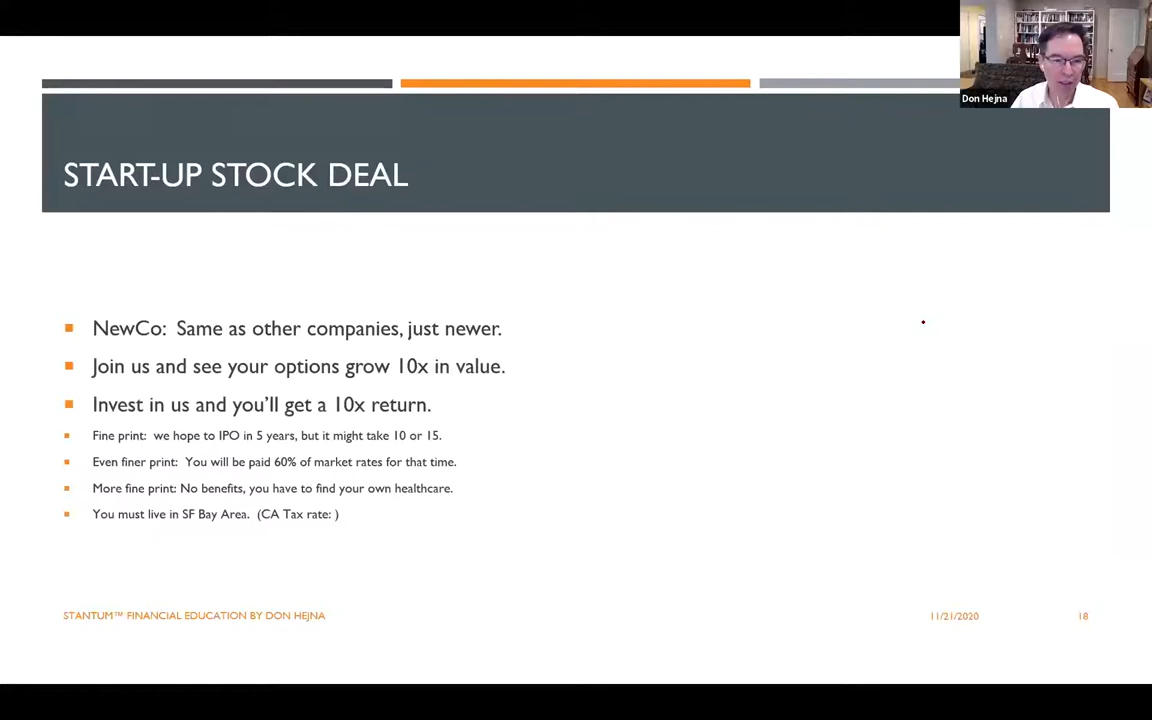 Don Hejna
START-UP STOCK DEAL
NewCo: Same as other companies, just newer.
Join us and see your options grow 10x in value.
Invest in us and you'll get a 10x return.
Fine print: we hope to IPO in 5 years, but it might take 10 or 15.
Even finer print: You will be paid 60% of market rates for that time.
More fine print: No benefits, you have to find your own healthcare.
You must live in SF Bay Area. (CA Tax rate: )
STANTUM™ FINANCIAL EDUCATION BY DON HEJNA
11/21/2020
18